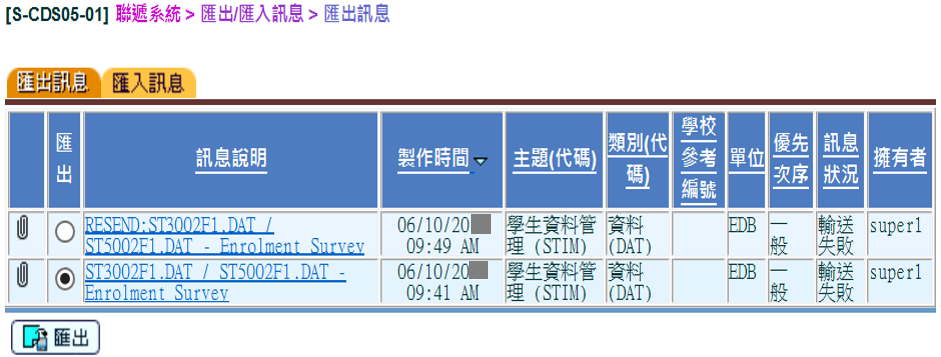 [S-CDS05-01] 聯遞系統 > 匯出/匯入訊息 > 匯出訊息
匯出訊息 匯入訊息
匯出 訊息說明 製作時間 主題(代碼) 類別(代碼) 學校參考編號 單位 優先次序 訊息狀況 擁有者
RESEND:ST3002F1.DAT / 06/10/20 學生資料管 資料 EDB 一 輸送 super1
ST5002F1.DAT - Enrolment Survey 09:49 AM 理 (STIM) (DAT) 般 失敗
ST3002F1.DAT / ST5002F1.DAT - 06/10/20 學生資料管 資料 EDB 一 輸送 super1
Enrolment Survey 09:41 AM 理 (STIM) (DAT) 般 失敗
匯出